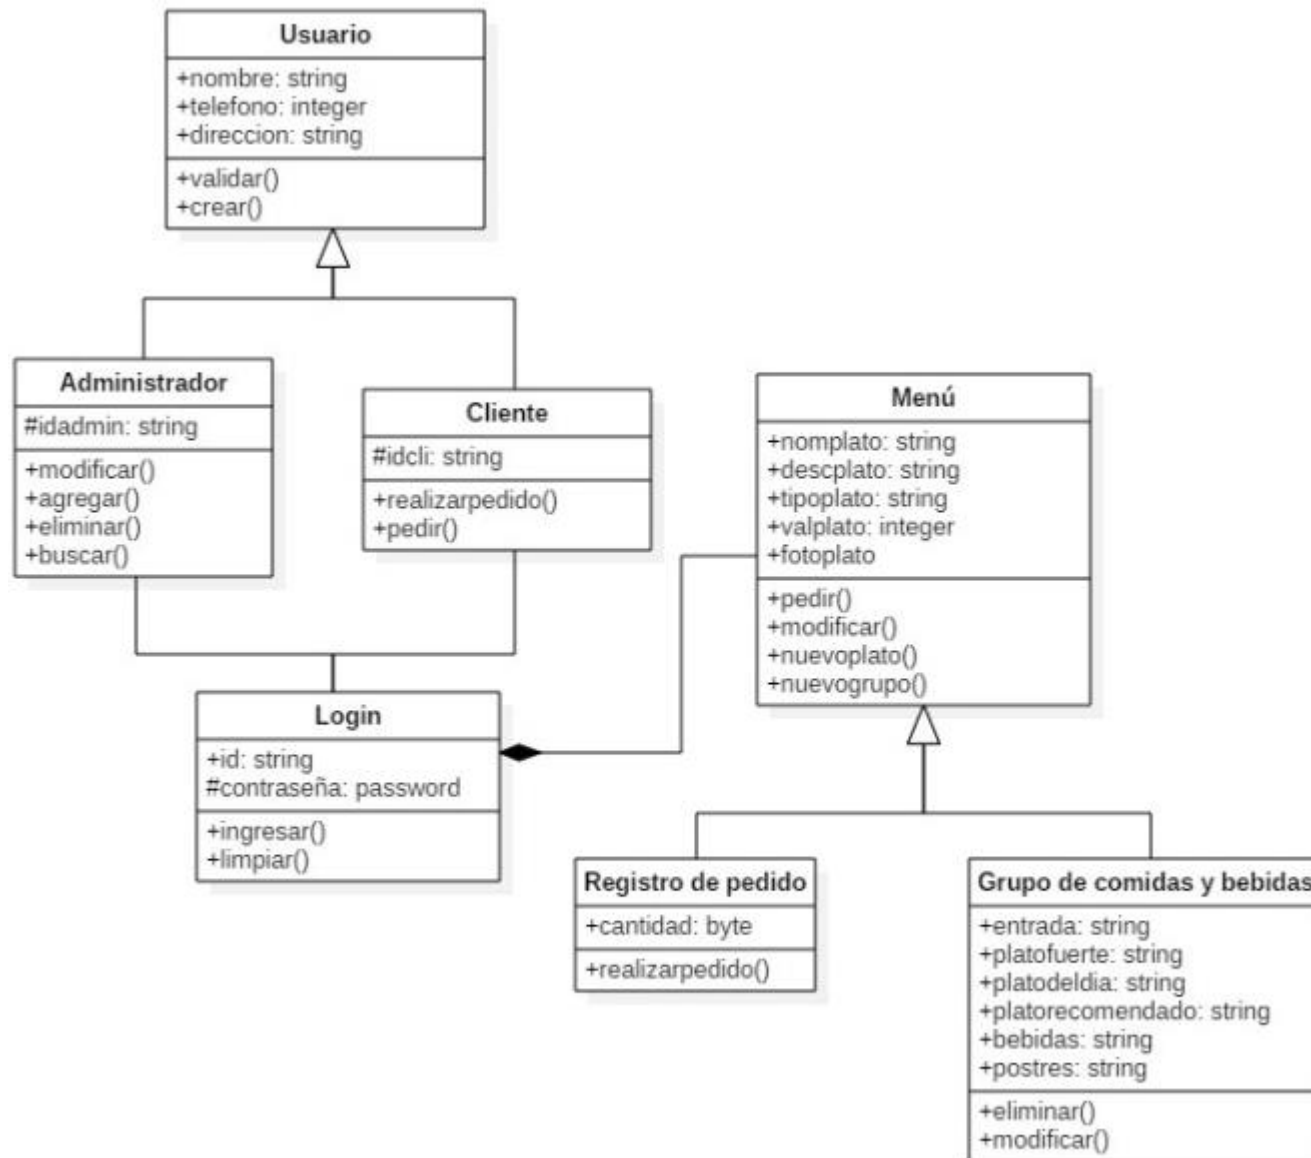 Usuario
+nombre: string
+telefono: integer
+direccion: string
+validar()
+crear()
Administrador
#idadmin: string
+modificar()
+agregar()
+eliminar()
+buscar()
Cliente
#idcli: string
+realizarpedido()
+pedir()
Menú
+nomplato: string
+descplato: string
+tipoplato: string
+valplato: integer
+fotoplato
+pedir()
+modificar()
+nuevoplato()
+nuevogrupo()
Login
+id: string
#contraseña: password
+ingresar()
+limpiar()
Registro de pedido
+cantidad: byte
+realizarpedido()
Grupo de comidas y bebidas
+entrada: string
+platofuerte: string
+platodeldia: string
+platorecomendado: string
+bebidas: string
+postres: string
+eliminar()
+modificar()